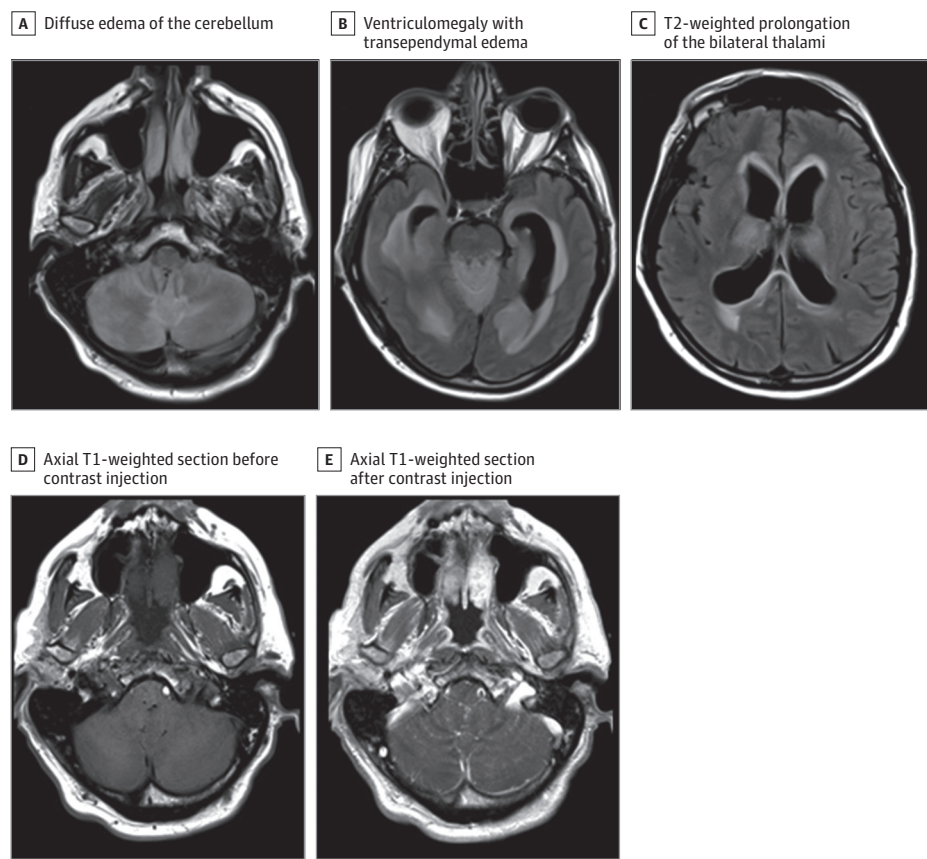 A Diffuse edema of the cerebellum
B Ventriculomegaly with
transependymal edema
C T2-weighted prolongation
of the bilateral thalami
D Axial T1-weighted section before
contrast injection
E Axial T1-weighted section
after contrast injection